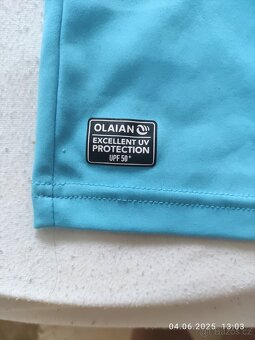 OLAIAN
EXCELLENT UV
PROTECTION
UPF 50+
04.06.2025 13:03